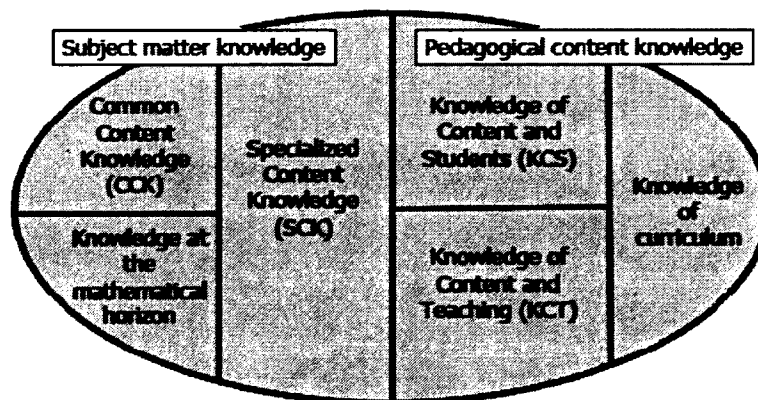 Subject matter knowledge
Pedagogical content knowledge
Common
Content
Knowledge
(CCK)
Knowledge at
the
mathematical
horizon
Specialized
Content
Knowledge
(SCK)
Knowledge of
Content and
Students (KCS)
Knowledge of
Content and
Teaching (KCT)
Knowledge
of
curriculum